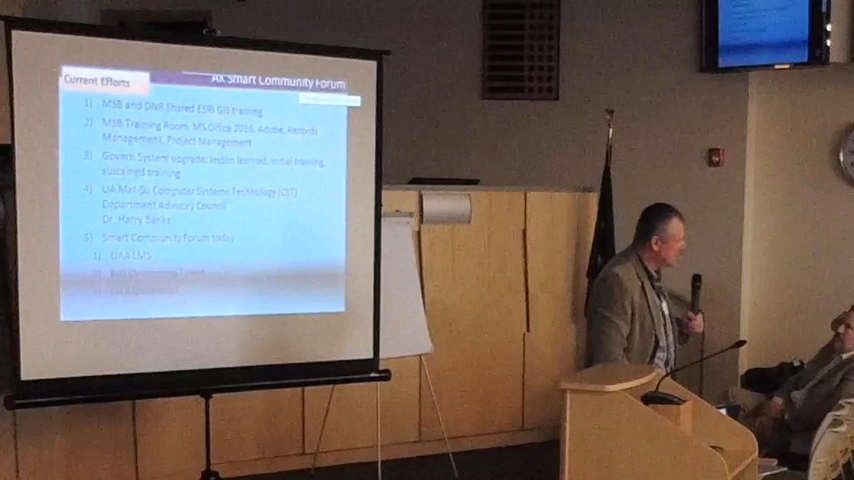 Current Efforts
AK Smart Community Forum
1) MSB and DNR Shared ESRI GIS training
2) MSB Training Room, MS Office 2016, Adobe, Records
Management, Project Management
3) Govern System upgrade: lesson learned, initial training,
sustained training
4) UA Mat-Su Computer Systems Technology (CST)
Department Advisory Council
Dr. Harry Banks
5) Smart Community Forum today
1) UAA LMS